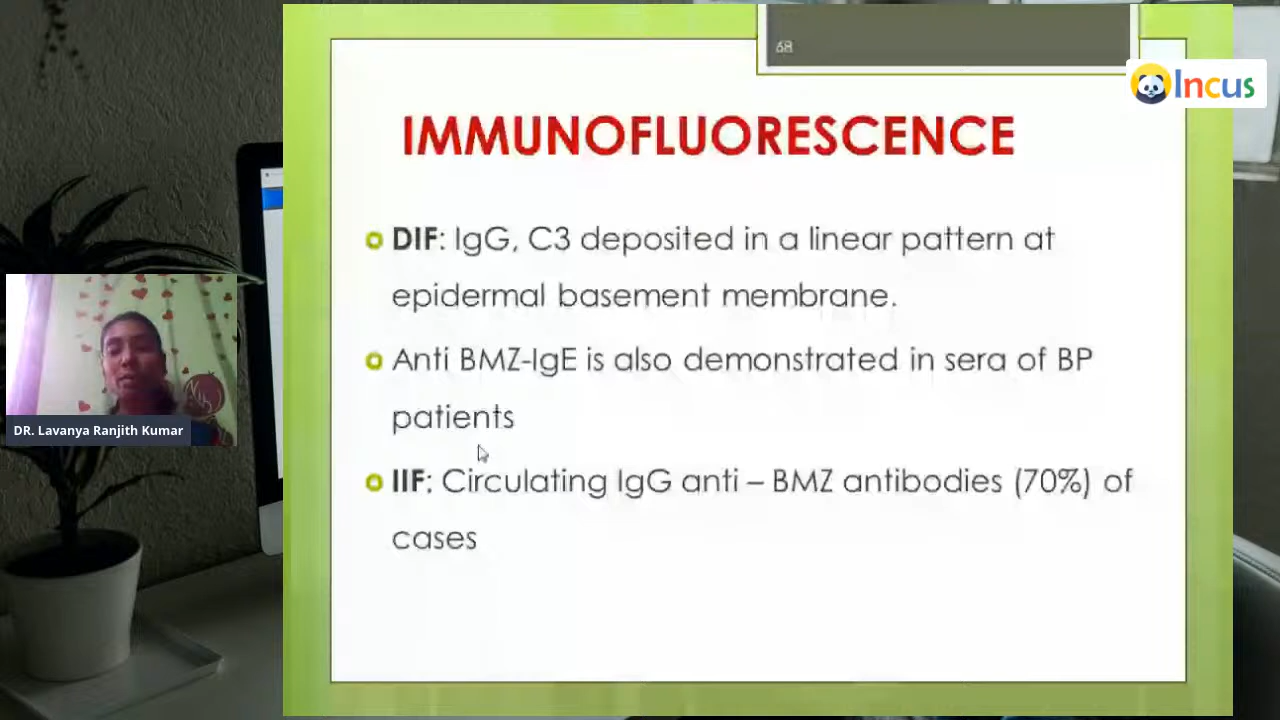 68
Incus
IMMUNOFLUORESCENCE
DIF: IgG, C3 deposited in a linear pattern at
epidermal basement membrane.
Anti BMZ-IgE is also demonstrated in sera of BP
patients
DR. Lavanya Ranjith Kumar
IIF: Circulating IgG anti – BMZ antibodies (70%) of
cases